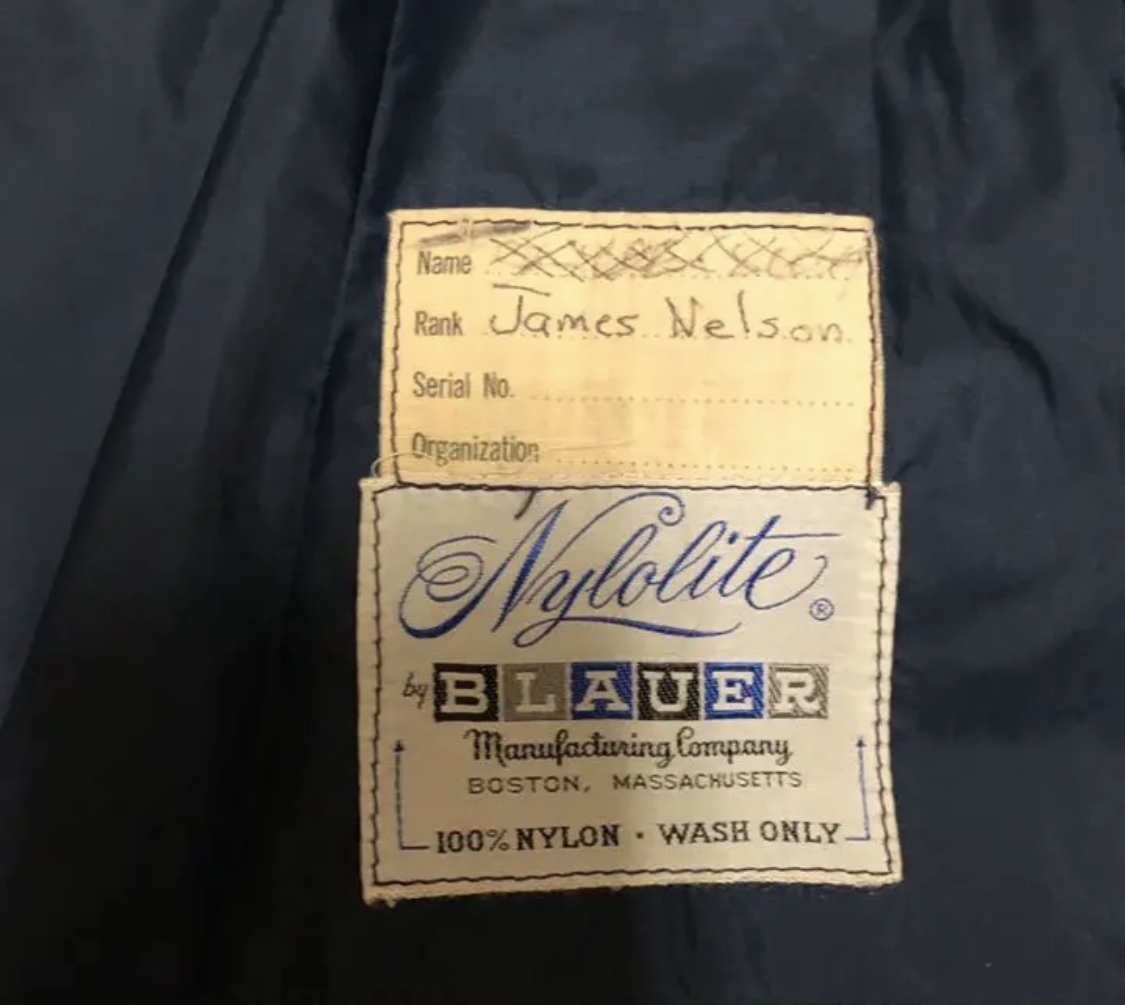 Name
Rank James Nelson
Serial No.
Organization
Nylolite ®
by BLAUER
Manufacturing Company
BOSTON, MASSACHUSETTS
100% NYLON · WASH ONLY